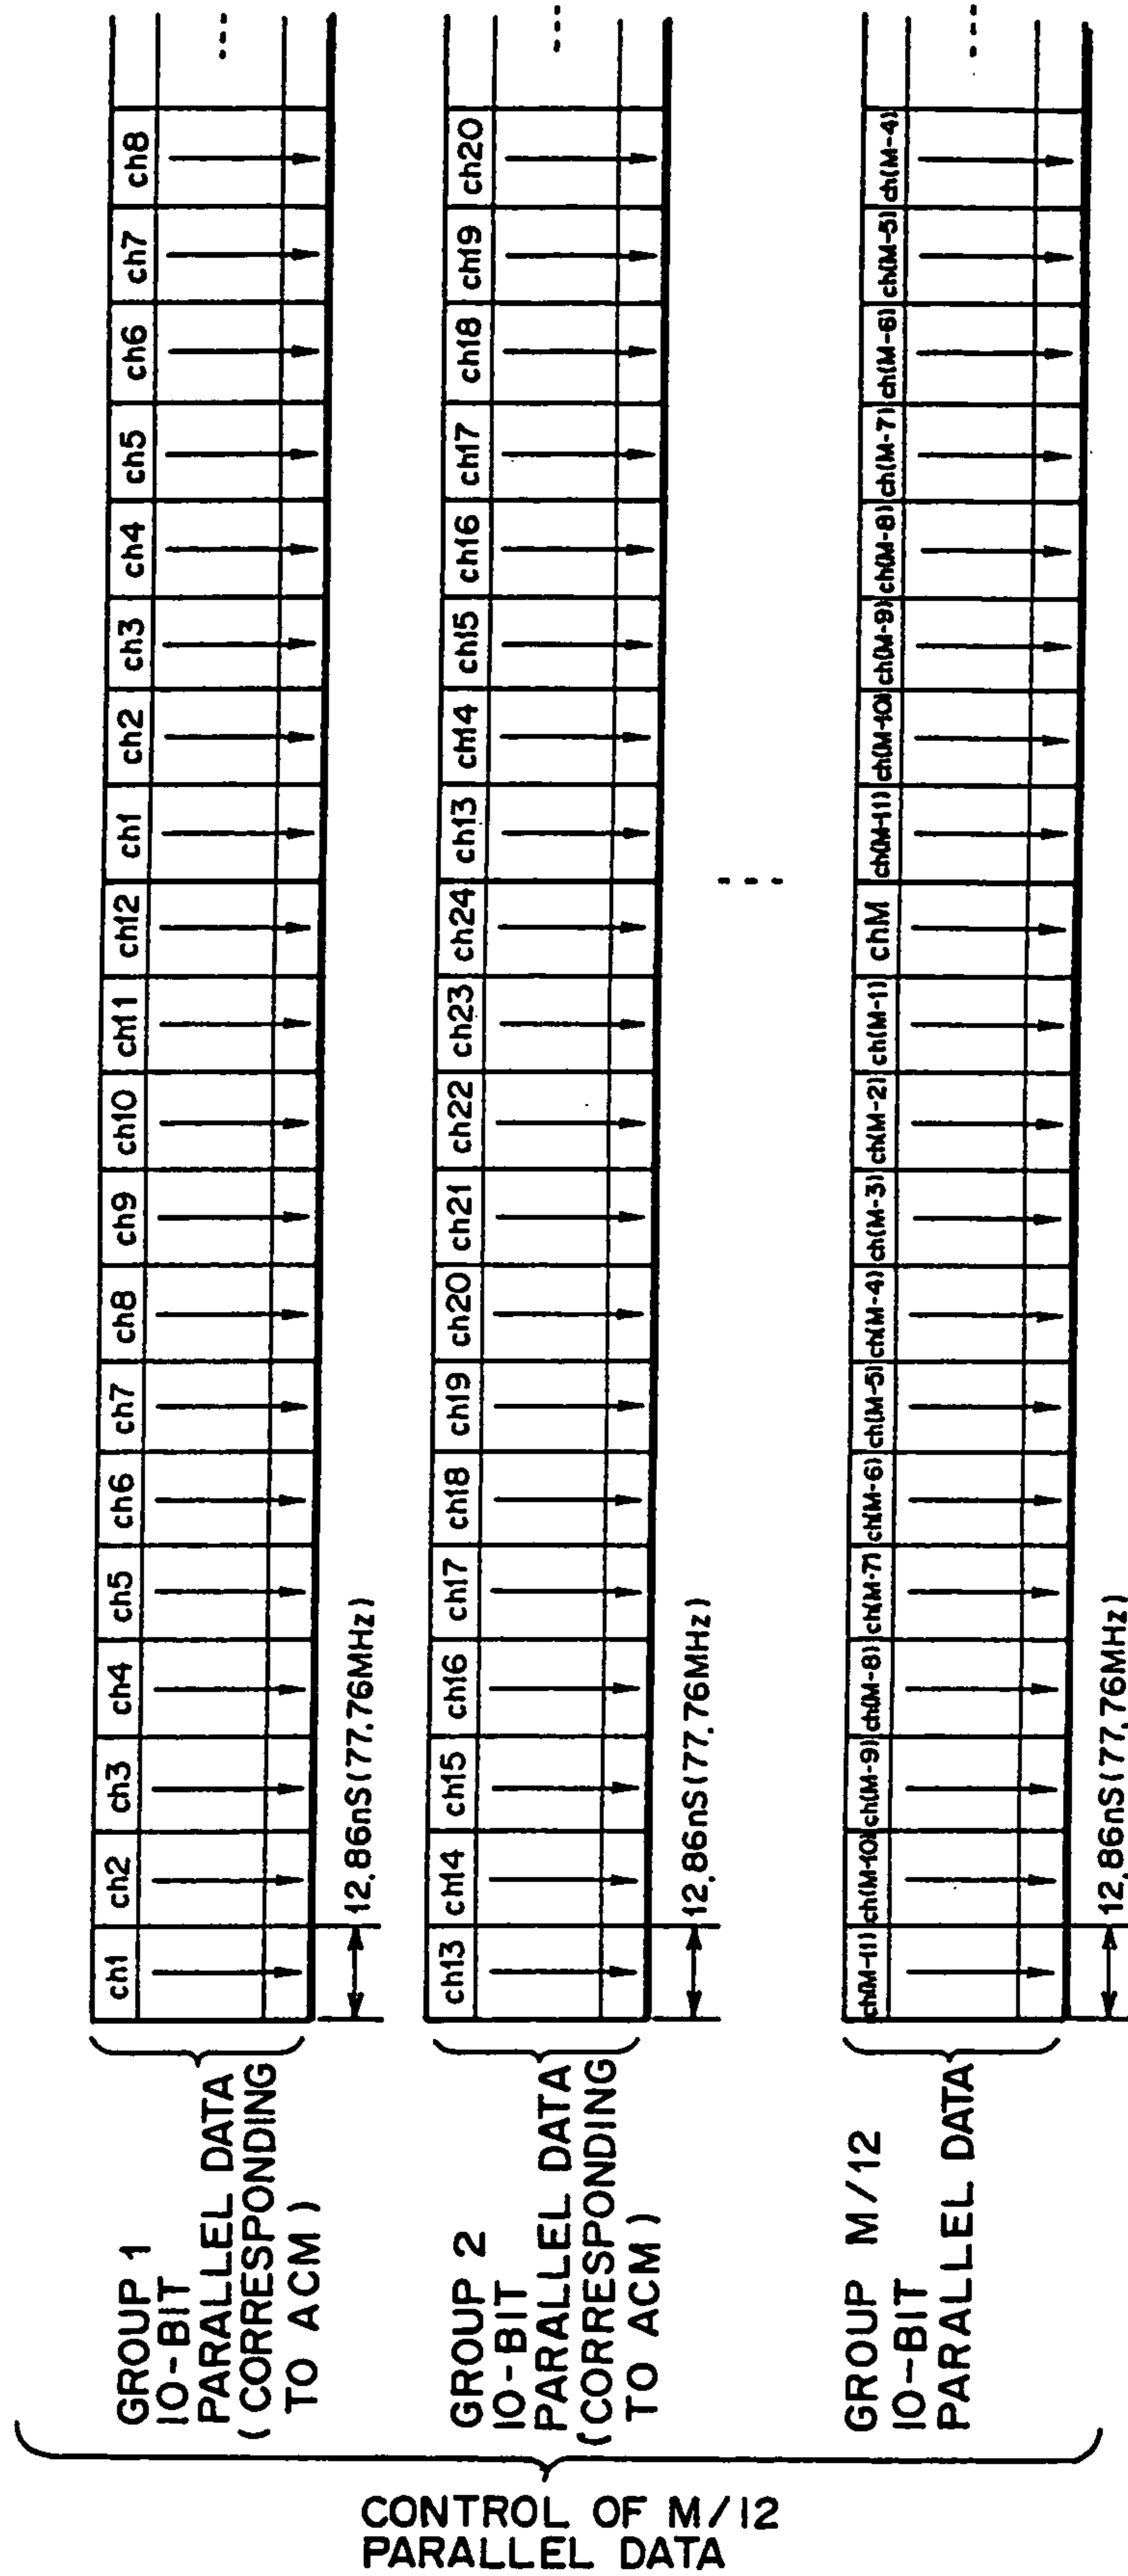 CONTROL OF M/12
PARALLEL DATA
GROUP 1
10-BIT
PARALLEL DATA
(CORRESPONDING
TO ACM)
ch1 ch2 ch3 ch4 ch5 ch6 ch7 ch8 ch9 ch10 ch11 ch12 ch1 ch2 ch3 ch4 ch5 ch6 ch7 ch8
...
12.86nS(77.76MHz)
GROUP 2
10-BIT
PARALLEL DATA
(CORRESPONDING
TO ACM)
ch13 ch14 ch15 ch16 ch17 ch18 ch19 ch20 ch21 ch22 ch23 ch24 ch13 ch14 ch15 ch16 ch17 ch18 ch19 ch20
...
12.86nS(77.76MHz)
...
GROUP M/12
10-BIT
PARALLEL DATA
ch(M-11) ch(M-10) ch(M-9) ch(M-8) ch(M-7) ch(M-6) ch(M-5) ch(M-4) ch(M-3) ch(M-2) ch(M-1) chM ch(M-11) ch(M-10) ch(M-9) ch(M-8) ch(M-7) ch(M-6) ch(M-5) ch(M-4)
...
12.86nS(77.76MHz)